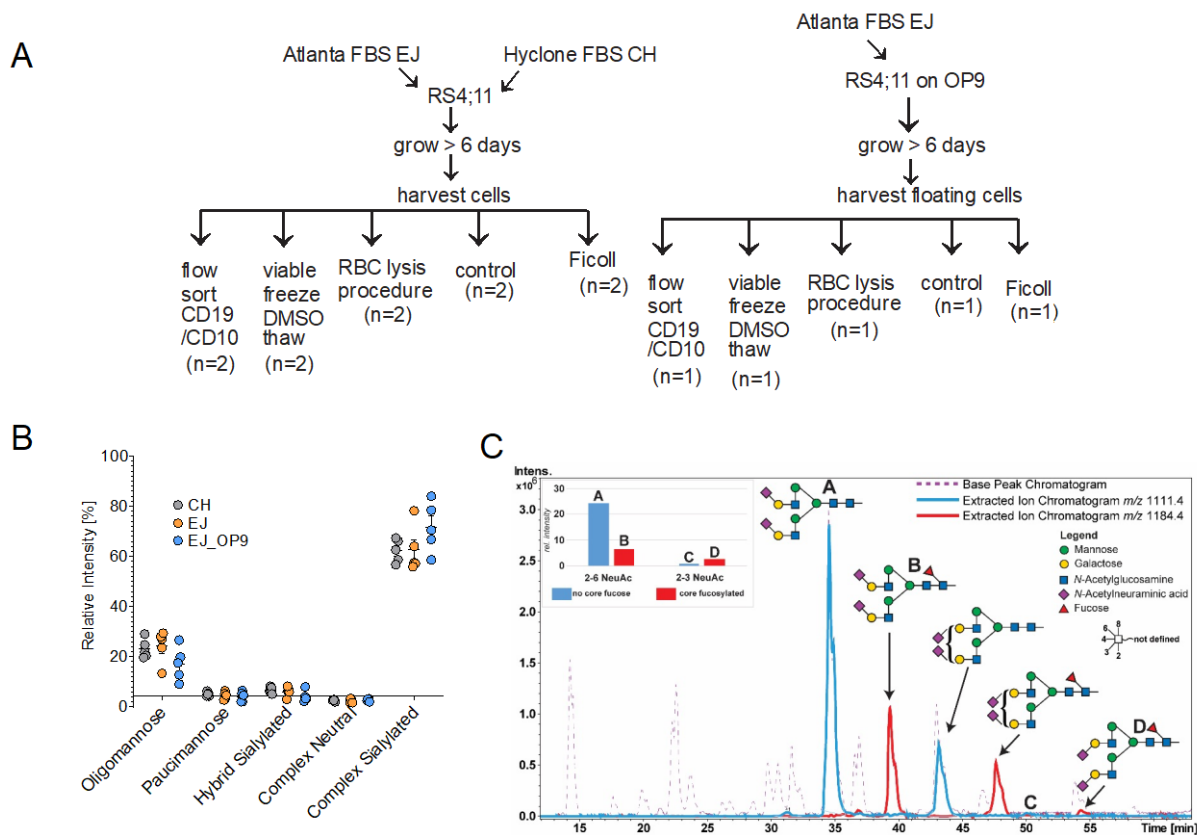 A
Atlanta FBS EJ
Hyclone FBS CH
RS4;11
grow > 6 days
harvest cells
flow
sort
CD19
/CD10
(n=2)
viable
freeze
DMSO
thaw
(n=2)
RBC lysis
procedure
(n=2)
control
(n=2)
Ficoll
(n=2)
Atlanta FBS EJ
RS4;11 on OP9
grow > 6 days
harvest floating cells
flow
sort
CD19
/CD10
(n=1)
viable
freeze
DMSO
thaw
(n=1)
RBC lysis
procedure
(n=1)
control
(n=1)
Ficoll
(n=1)
B
Relative Intensity [%]
100
80
60
40
20
0
CH
EJ
EJ_OP9
Oligomannose
Paucimannose
Hybrid Sialylated
Complex Neutral
Complex Sialylated
C
Intens.
x10⁶
3.0
2.5
2.0
1.5
1.0
0.5
0.0
rel. intensity
30
20
10
0
A
B
C
D
2-6 NeuAc
2-3 NeuAc
no core fucose
core fucosylated
A
B
C
D
Base Peak Chromatogram
Extracted Ion Chromatogram m/z 1111.4
Extracted Ion Chromatogram m/z 1184.4
Legend
Mannose
Galactose
N-Acetylglucosamine
N-Acetylneuraminic acid
Fucose
6
8
4
not defined
3
2
15
20
25
30
35
40
45
50
55
Time [min]